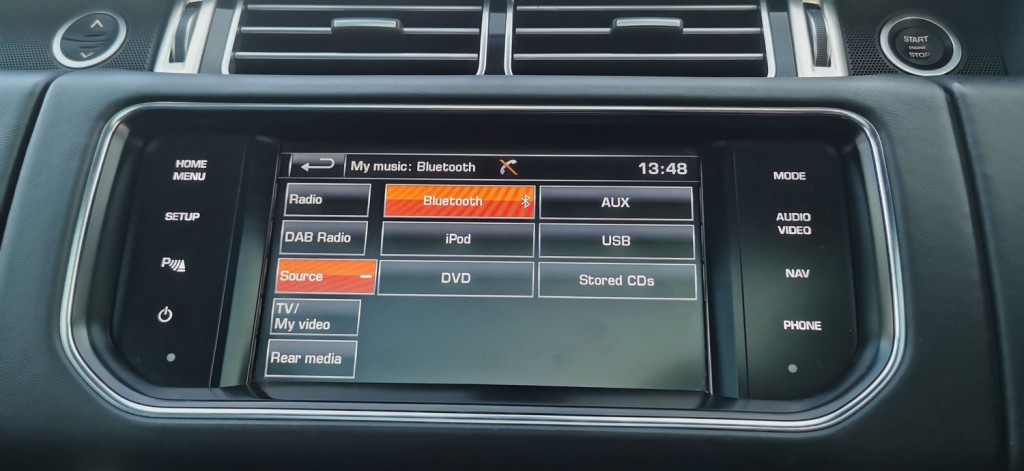 START
ENGINE
STOP
HOME
MENU
SETUP
My music: Bluetooth 13:48
Radio
Bluetooth
AUX
DAB Radio
iPod
USB
Source
DVD
Stored CDs
TV/
My video
Rear media
MODE
AUDIO
VIDEO
NAV
PHONE